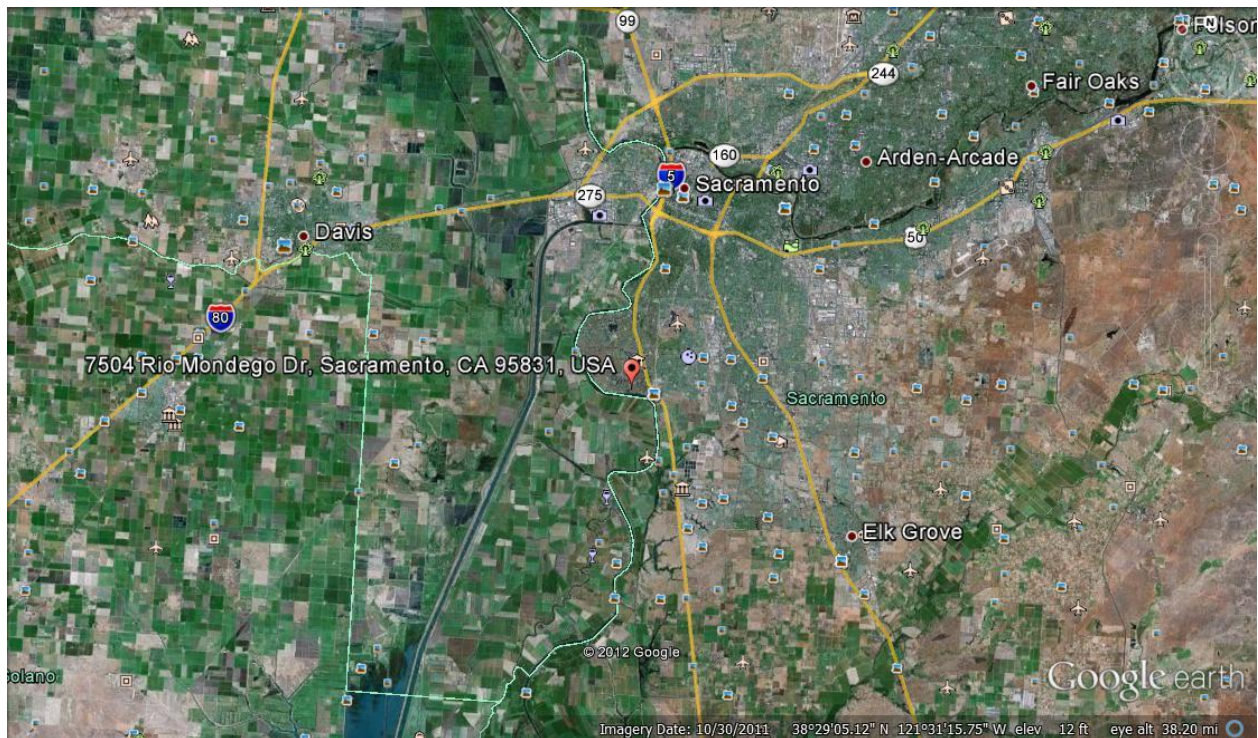 99
Folsom
244
Fair Oaks
160
Arden-Arcade
5
Sacramento
275
Davis
50
80
7504 Rio Mondego Dr, Sacramento, CA 95831, USA
Sacramento
Elk Grove
© 2012 Google
Solano
Google earth
Imagery Date: 10/30/2011 38°29'05.12" N 121°31'15.75" W elev 12 ft eye alt 38.20 mi